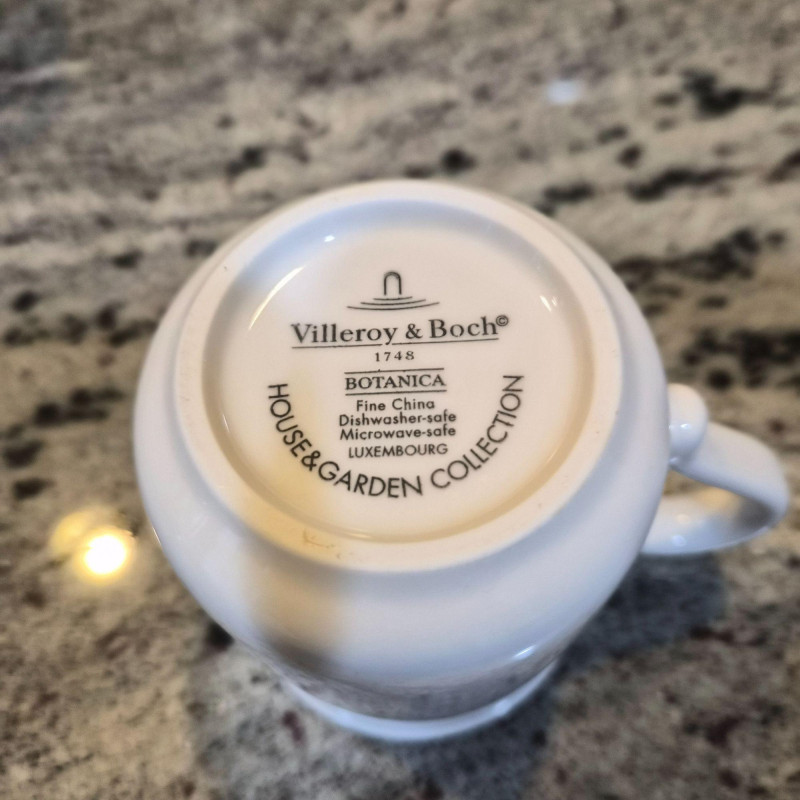 Villeroy & Boch©
1748
BOTANICA
Fine China
Dishwasher-safe
Microwave-safe
LUXEMBOURG
HOUSE&GARDEN COLLECTION